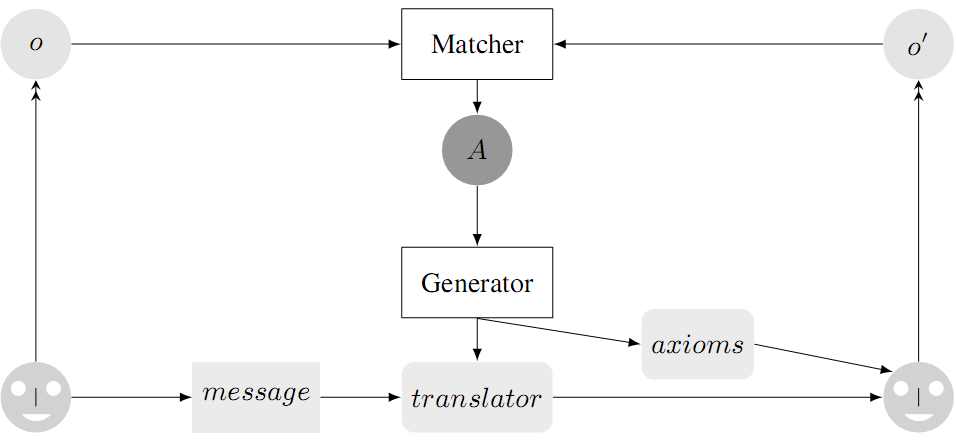 o
Matcher
o′
A
Generator
axioms
message
translator